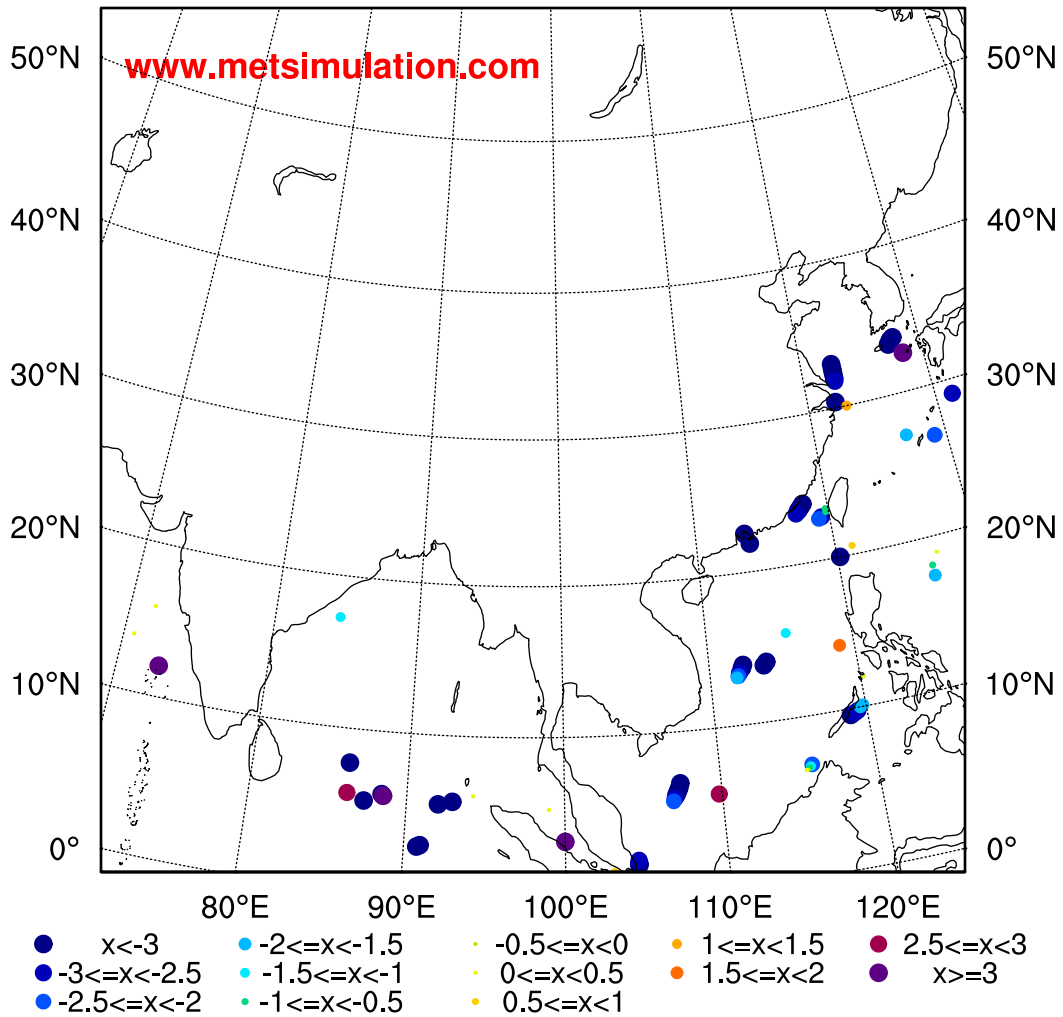 www.metsimulation.com
50°N 50°N
40°N 40°N
30°N 30°N
20°N 20°N
10°N 10°N
0° 0°
80°E 90°E 100°E 110°E 120°E
x<-3 -2<=x<-1.5 -0.5<=x<0 1<=x<1.5 2.5<=x<3
-3<=x<-2.5 -1.5<=x<-1 0<=x<0.5 1.5<=x<2 x>=3
-2.5<=x<-2 -1<=x<-0.5 0.5<=x<1